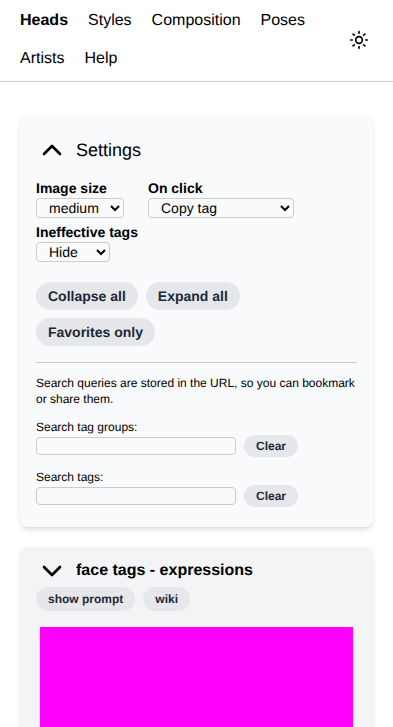 Heads Styles Composition Poses
Artists Help
Settings
Image size On click
medium Copy tag
Ineffective tags
Hide
Collapse all Expand all
Favorites only
Search queries are stored in the URL, so you can bookmark
or share them.
Search tag groups:
Clear
Search tags:
Clear
face tags - expressions
show prompt wiki